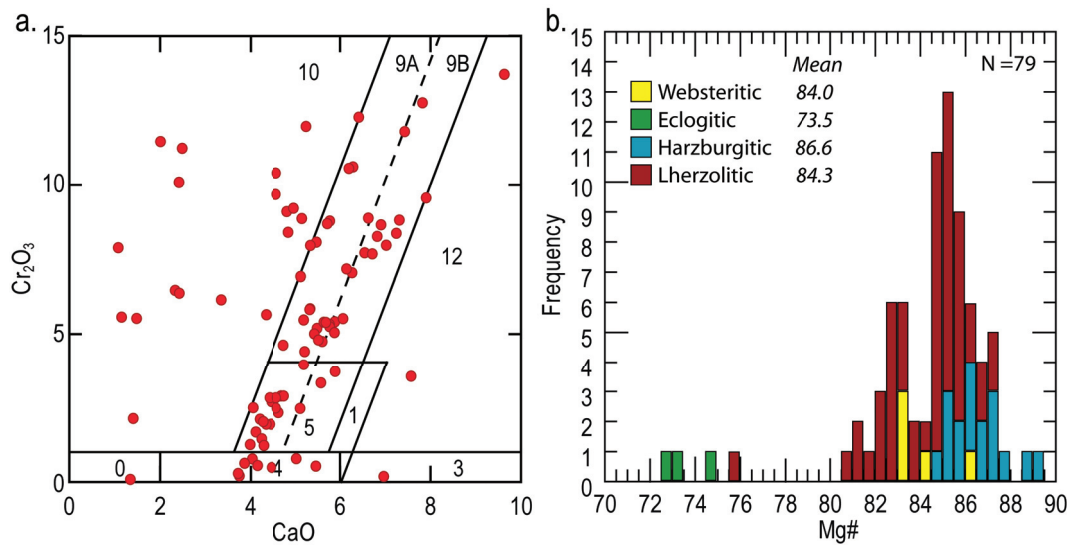 a.
15
10
5
0
Cr₂O₃
0 2 4 6 8 10
CaO
10
9A
9B
12
5
1
0
4
3
b.
15
14
13
12
11
10
9
8
7
6
5
4
3
2
1
0
Frequency
Mean
N =79
Websteritic 84.0
Eclogitic 73.5
Harzburgitic 86.6
Lherzolitic 84.3
70 72 74 76 78 80 82 84 86 88 90
Mg#